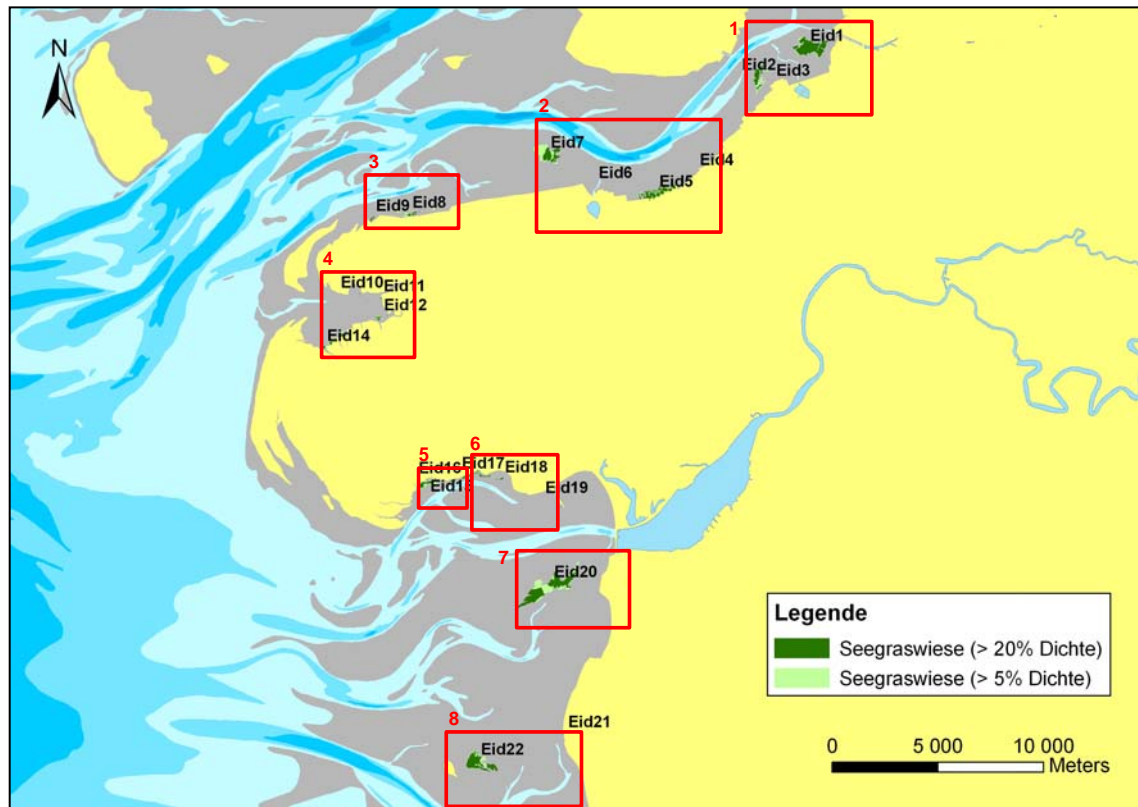 1
Eid1
N
Eid2
Eid3
2
Eid7
Eid4
Eid6
Eid5
3
Eid9
Eid8
4
Eid10
Eid11
Eid12
Eid14
5
6
Eid16
Eid17
Eid18
Eid15
Eid19
7
Eid20
Legende
Seegraswiese (> 20% Dichte)
Seegraswiese (> 5% Dichte)
8
Eid21
Eid22
0
5 000
10 000
Meters